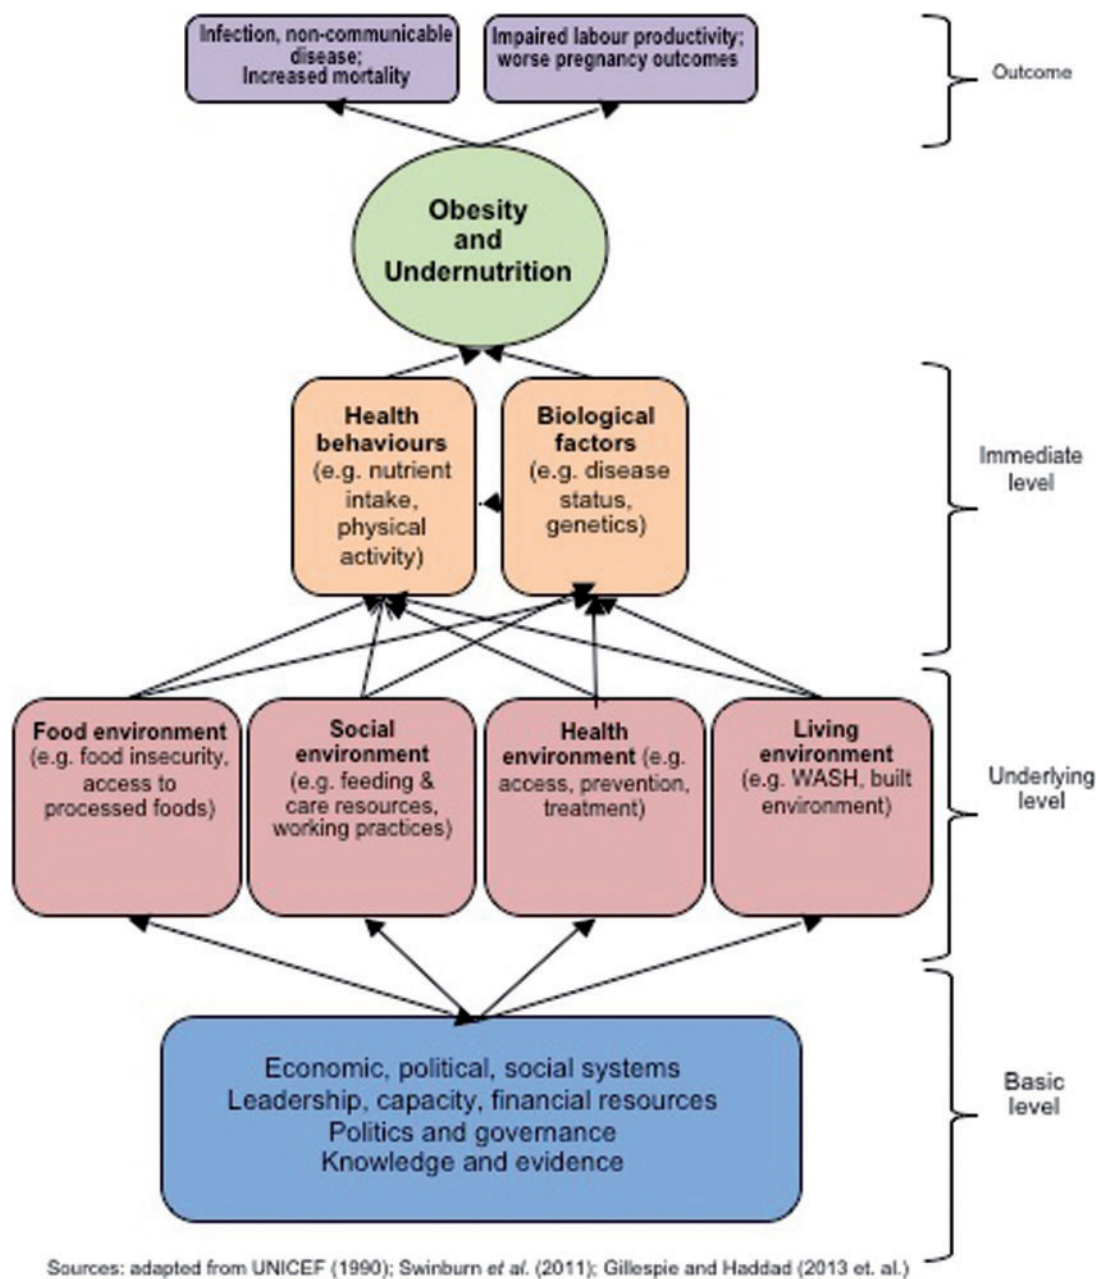 Infection, non-communicable
disease;
Increased mortality
Impaired labour productivity;
worse pregnancy outcomes
Outcome
Obesity
and
Undernutrition
Health
behaviours
(e.g. nutrient
intake,
physical
activity)
Biological
factors
(e.g. disease
status,
genetics)
Immediate
level
Food environment
(e.g. food insecurity,
access to
processed foods)
Social
environment
(e.g. feeding &
care resources,
working practices)
Health
environment (e.g.
access, prevention,
treatment)
Living
environment
(e.g. WASH, built
environment)
Underlying
level
Economic, political, social systems
Leadership, capacity, financial resources
Politics and governance
Knowledge and evidence
Basic
level
Sources: adapted from UNICEF (1990); Swinburn et al. (2011); Gillespie and Haddad (2013 et. al.)